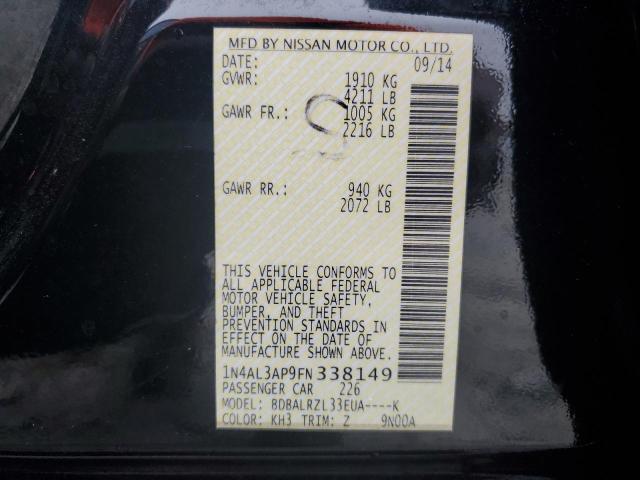 MFD BY NISSAN MOTOR CO., LTD.
DATE: 09/14
GVWR: 1910 KG
4211 LB
GAWR FR.: 1005 KG
2216 LB
GAWR RR.: 940 KG
2072 LB
THIS VEHICLE CONFORMS TO
ALL APPLICABLE FEDERAL
MOTOR VEHICLE SAFETY,
BUMPER, AND THEFT
PREVENTION STANDARDS IN
EFFECT ON THE DATE OF
MANUFACTURE SHOWN ABOVE.
1N4AL3AP9FN338149
PASSENGER CAR 226
MODEL: BDBALRZL33EUA----K
COLOR: KH3 TRIM: Z 9N00A